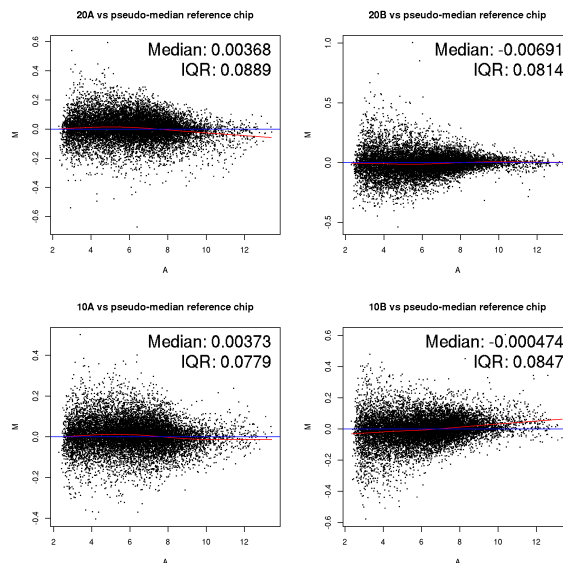 20A vs pseudo-median reference chip
Median: 0.00368
IQR: 0.0889
M
0.6
0.4
0.2
0.0
-0.2
-0.4
-0.6
2 4 6 8 10 12
A
20B vs pseudo-median reference chip
Median: -0.00691
IQR: 0.0814
M
1.0
0.5
0.0
-0.5
2 4 6 8 10 12
A
10A vs pseudo-median reference chip
Median: 0.00373
IQR: 0.0779
M
0.4
0.2
0.0
-0.2
-0.4
2 4 6 8 10 12
A
10B vs pseudo-median reference chip
Median: -0.000474
IQR: 0.0847
M
0.6
0.4
0.2
0.0
-0.2
-0.4
-0.6
2 4 6 8 10 12
A